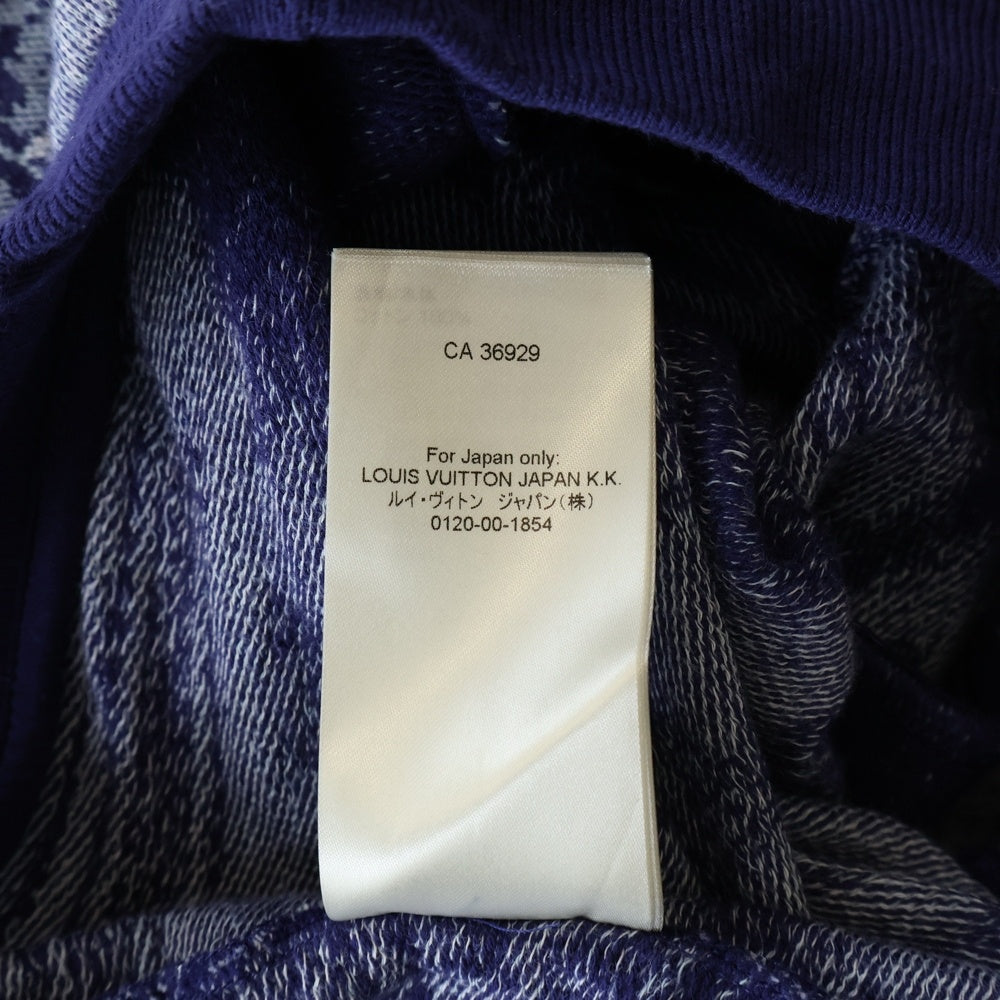 CA 36929
For Japan only:
LOUIS VUITTON JAPAN K.K.
ルイ・ヴィトン ジャパン(株)
0120-00-1854